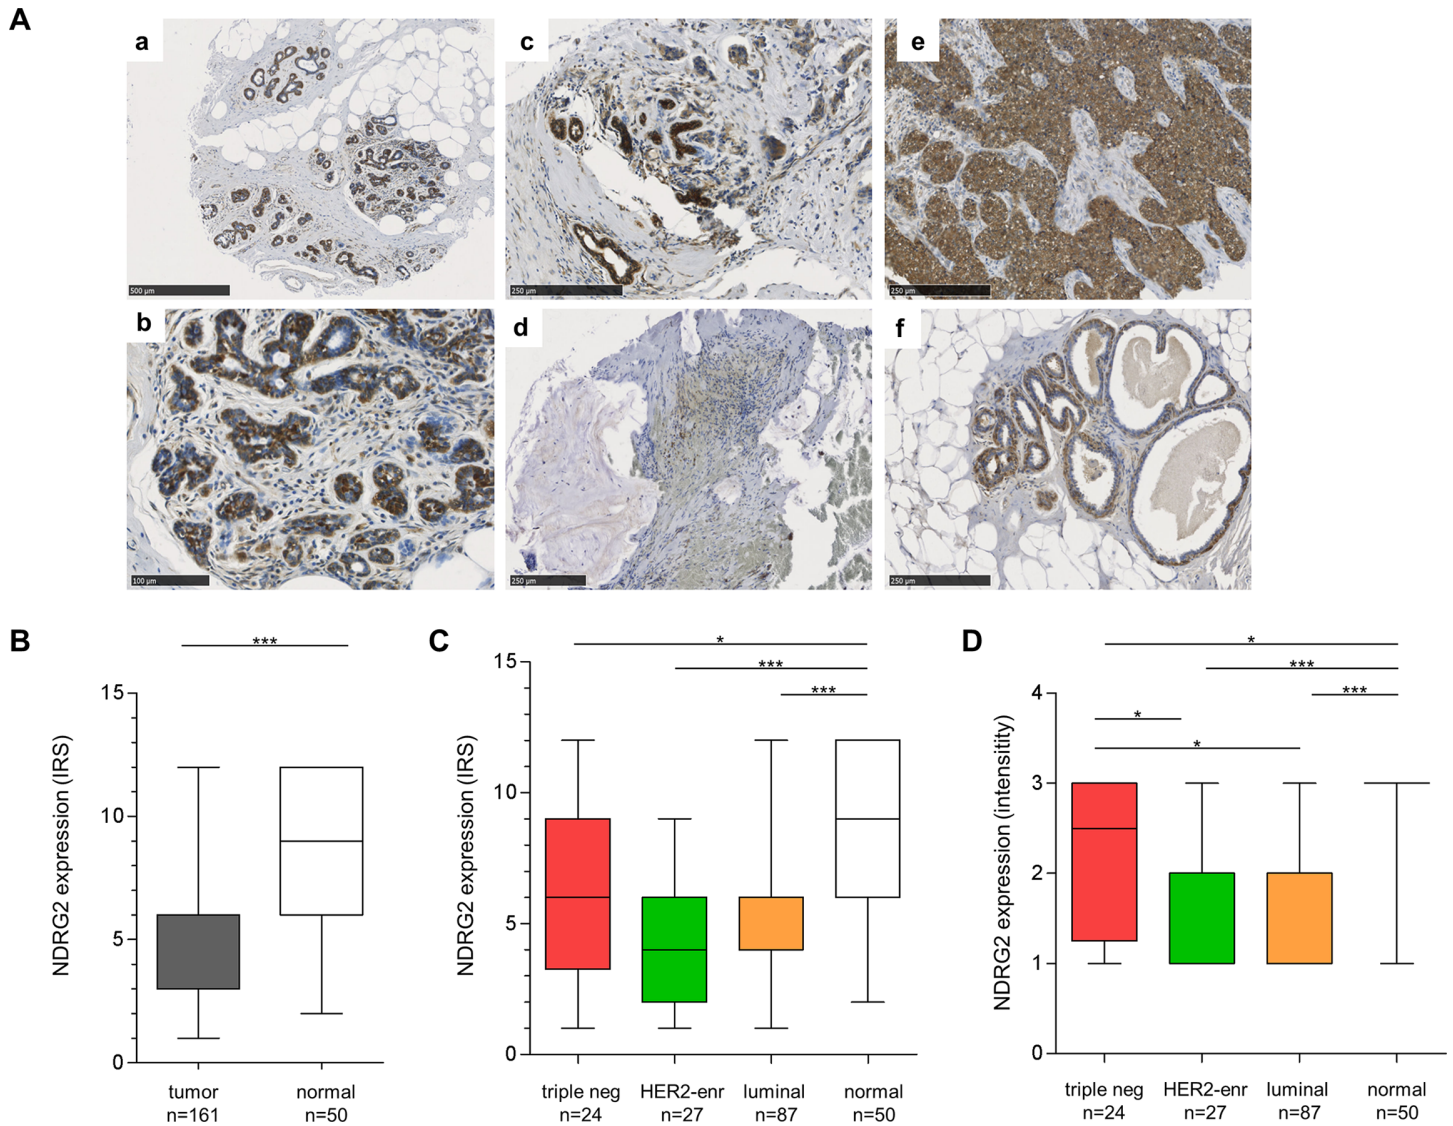 A
a
c
e
500 µm
250 µm
250 µm
b
d
f
100 µm
250 µm
250 µm
B
***
15
10
5
0
NDRG2 expression (IRS)
tumor
n=161
normal
n=50
C
*
***
***
15
10
5
0
NDRG2 expression (IRS)
triple neg
n=24
HER2-enr
n=27
luminal
n=87
normal
n=50
D
*
***
***
*
*
4
3
2
1
0
NDRG2 expression (intensitity)
triple neg
n=24
HER2-enr
n=27
luminal
n=87
normal
n=50